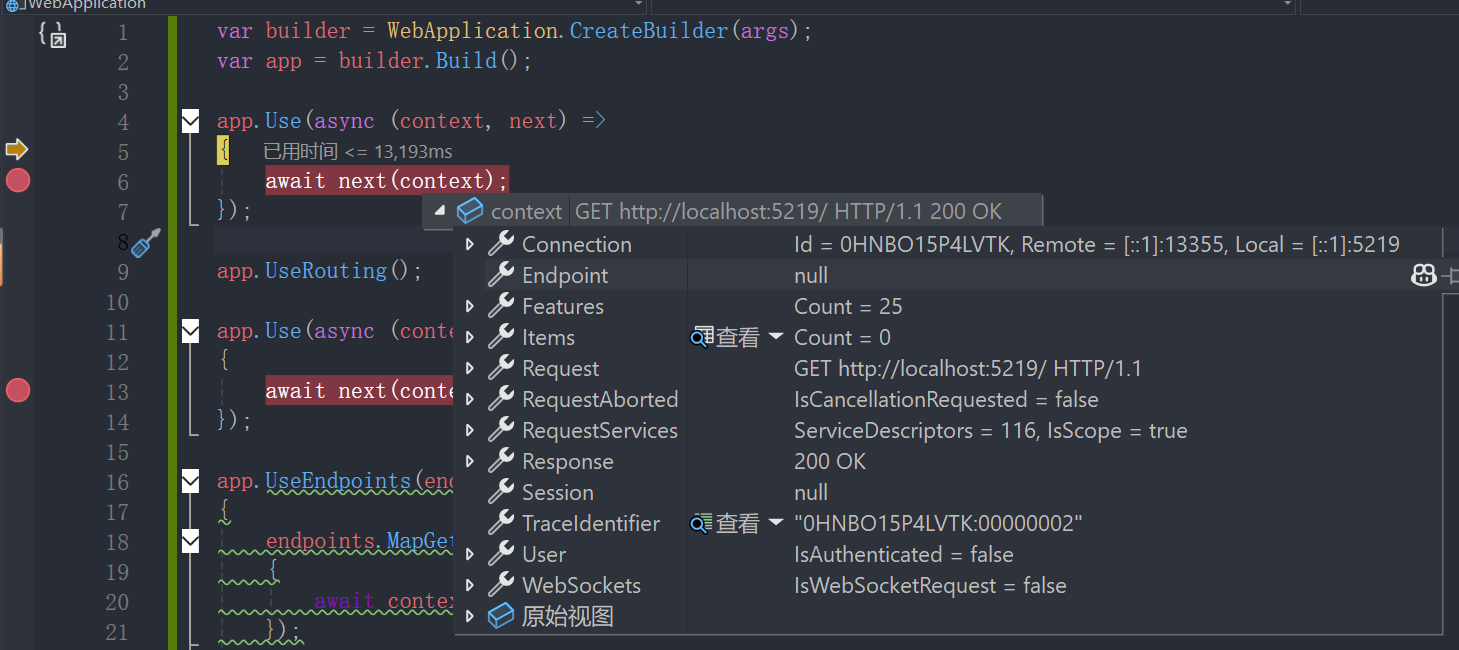 WebApplication
1 var builder = WebApplication.CreateBuilder(args);
2 var app = builder.Build();
3
4 app.Use(async (context, next) =>
5 { 已用时间 <= 13,193ms
6 await next(context);
7 });
context GET http://localhost:5219/ HTTP/1.1 200 OK
8
Connection Id = 0HNBO15P4LVTK, Remote = [::1]:13355, Local = [::1]:5219
9 app.UseRouting();
Endpoint null
10
Features Count = 25
11 app.Use(async (conte
Items 查看 Count = 0
12 {
Request GET http://localhost:5219/ HTTP/1.1
13 await next(conte
RequestAborted IsCancellationRequested = false
14 });
RequestServices ServiceDescriptors = 116, IsScope = true
15
Response 200 OK
16 app.UseEndpoints(end
Session null
17 {
TraceIdentifier 查看 "0HNBO15P4LVTK:00000002"
18 endpoints.MapGet
User IsAuthenticated = false
19 {
WebSockets IsWebSocketRequest = false
20 await contex
原始视图
21 });